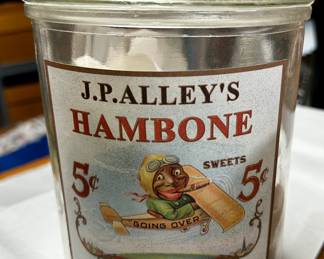 J.P.ALLEY'S
HAMBONE
SWEETS
5¢ 5¢
GOING OVER